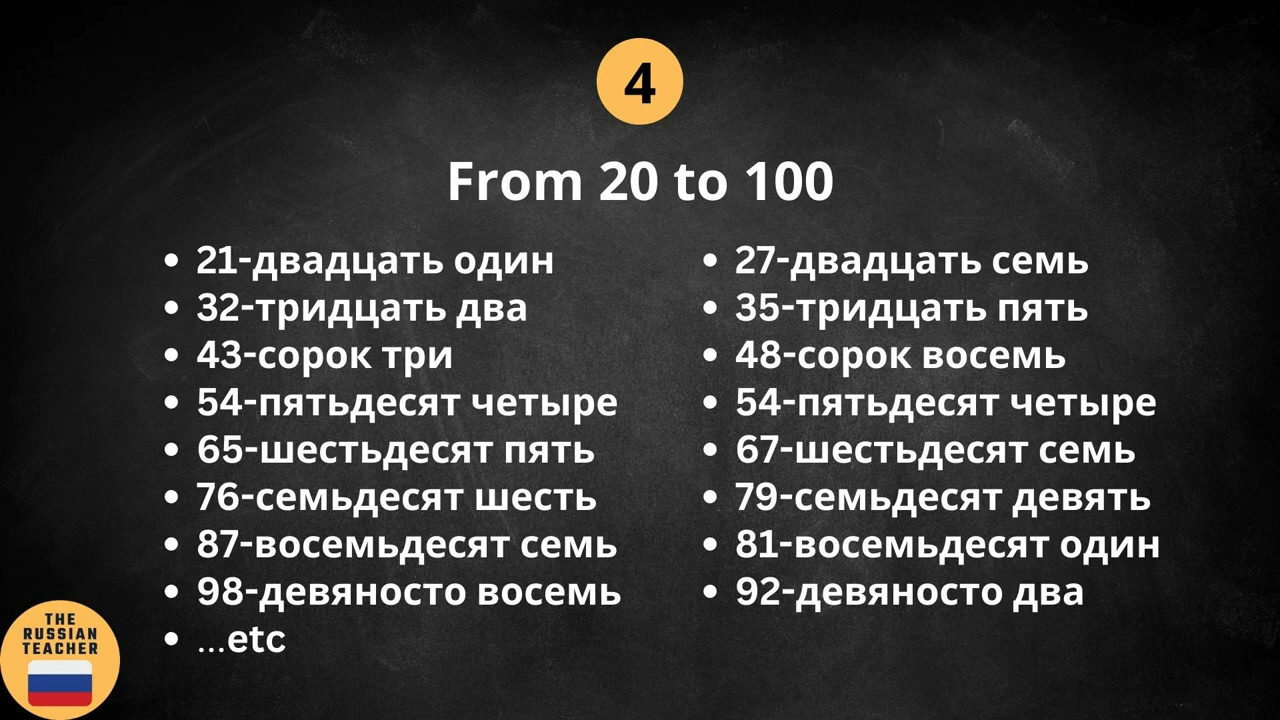 4
From 20 to 100
• 21-двадцать один
• 32-тридцать два
• 43-сорок три
• 54-пятьдесят четыре
• 65-шестьдесят пять
• 76-семьдесят шесть
• 87-восемьдесят семь
• 98-девяносто восемь
• ...etc
• 27-двадцать семь
• 35-тридцать пять
• 48-сорок восемь
• 54-пятьдесят четыре
• 67-шестьдесят семь
• 79-семьдесят девять
• 81-восемьдесят один
• 92-девяносто два
THE
RUSSIAN
TEACHER